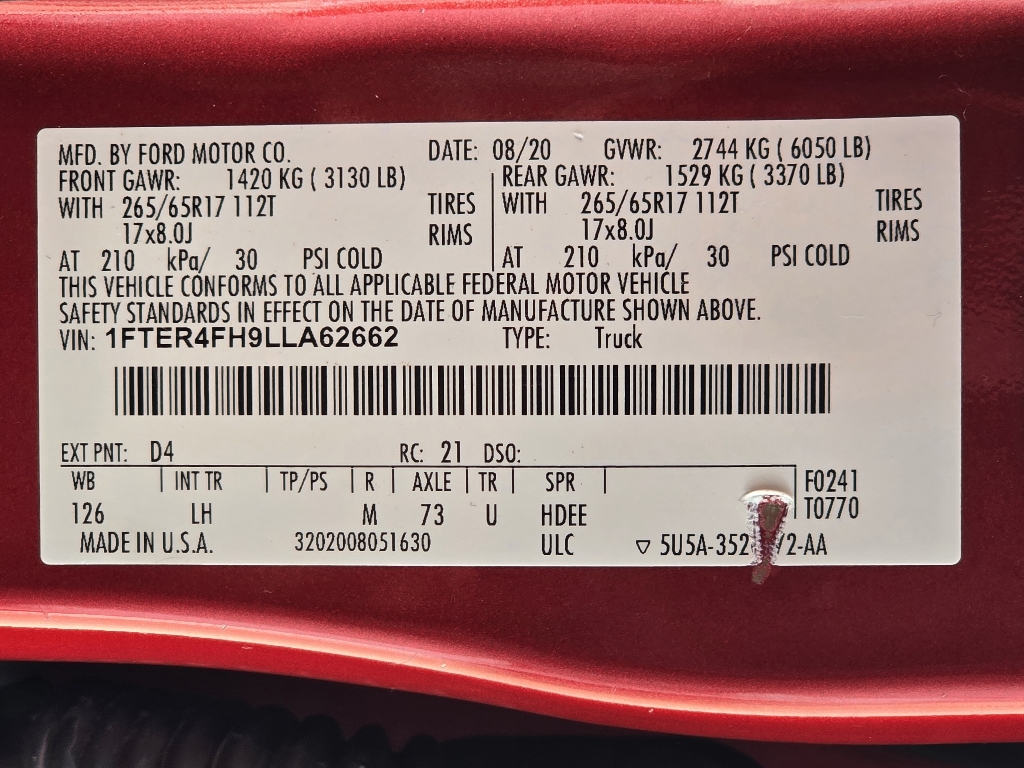 MFD. BY FORD MOTOR CO. DATE: 08/20 GVWR: 2744 KG ( 6050 LB)
FRONT GAWR: 1420 KG ( 3130 LB) REAR GAWR: 1529 KG ( 3370 LB)
WITH 265/65R17 112T TIRES WITH 265/65R17 112T TIRES
17x8.0J RIMS 17x8.0J RIMS
AT 210 kPa/ 30 PSI COLD AT 210 kPa/ 30 PSI COLD
THIS VEHICLE CONFORMS TO ALL APPLICABLE FEDERAL MOTOR VEHICLE
SAFETY STANDARDS IN EFFECT ON THE DATE OF MANUFACTURE SHOWN ABOVE.
VIN: 1FTER4FH9LLA62662 TYPE: Truck
EXT PNT: D4 RC: 21 DSO:
WB INT TR TP/PS R AXLE TR SPR F0241
126 LH M 73 U HDEE T0770
MADE IN U.S.A. 3202008051630 ULC ▽ 5U5A-352 /2-AA